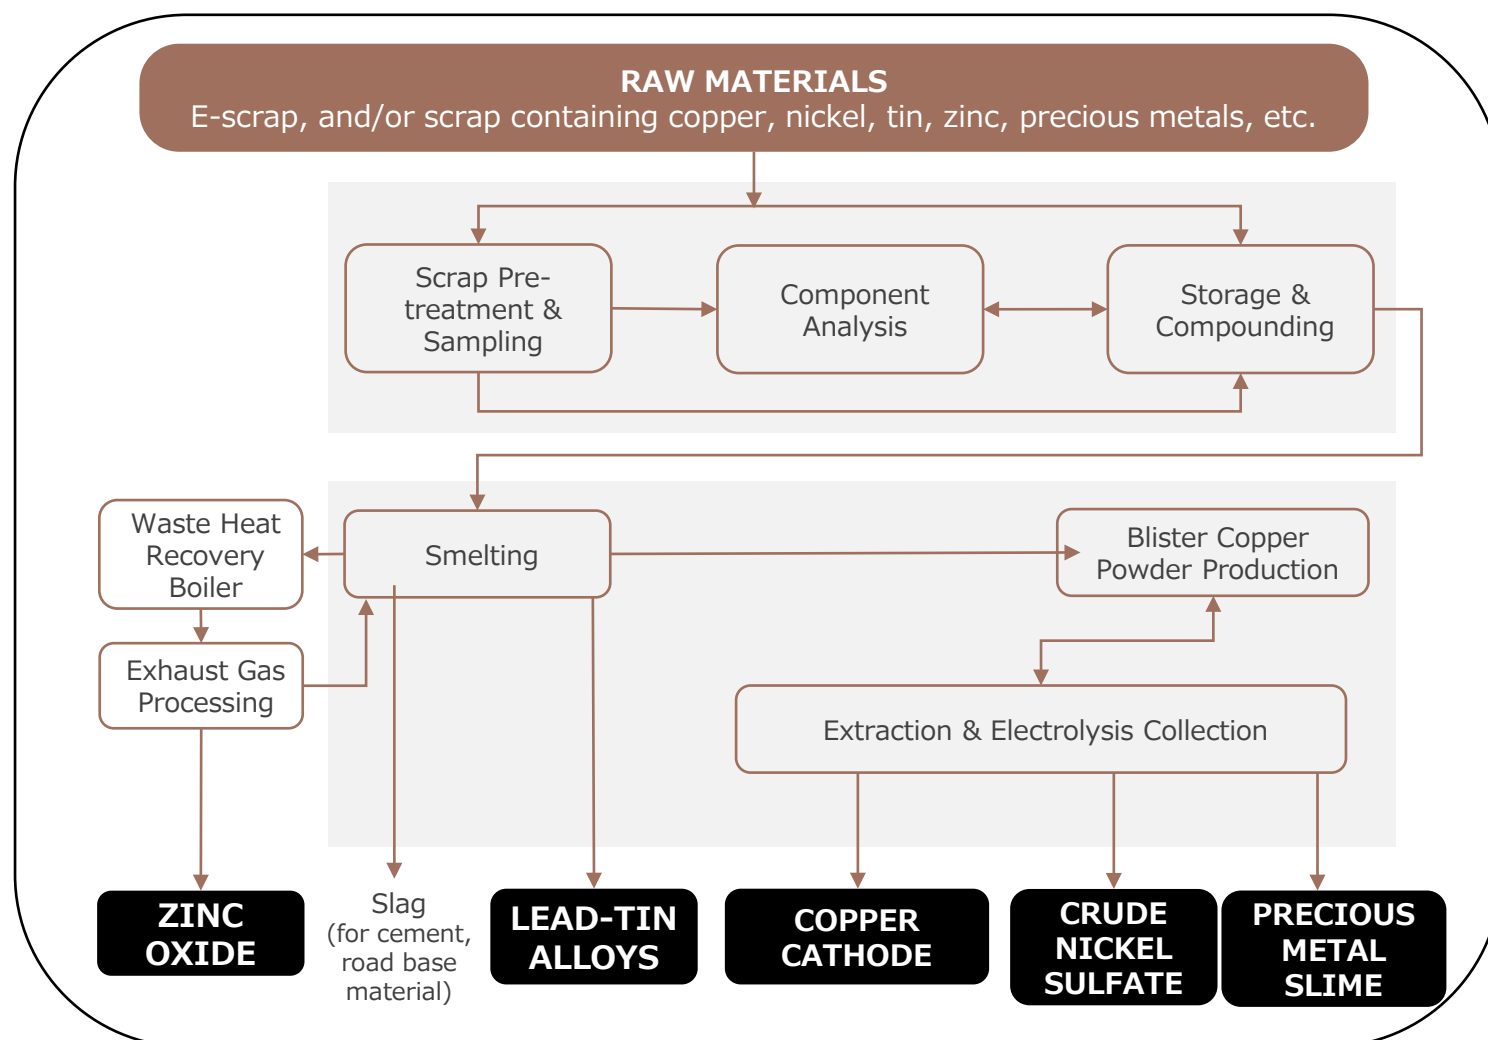 RAW MATERIALS
E-scrap, and/or scrap containing copper, nickel, tin, zinc, precious metals, etc.
Scrap Pre-
treatment &
Sampling
Component
Analysis
Storage &
Compounding
Waste Heat
Recovery
Boiler
Smelting
Blister Copper
Powder Production
Exhaust Gas
Processing
Extraction & Electrolysis Collection
ZINC
OXIDE
Slag
(for cement,
road base
material)
LEAD-TIN
ALLOYS
COPPER
CATHODE
CRUDE
NICKEL
SULFATE
PRECIOUS
METAL
SLIME